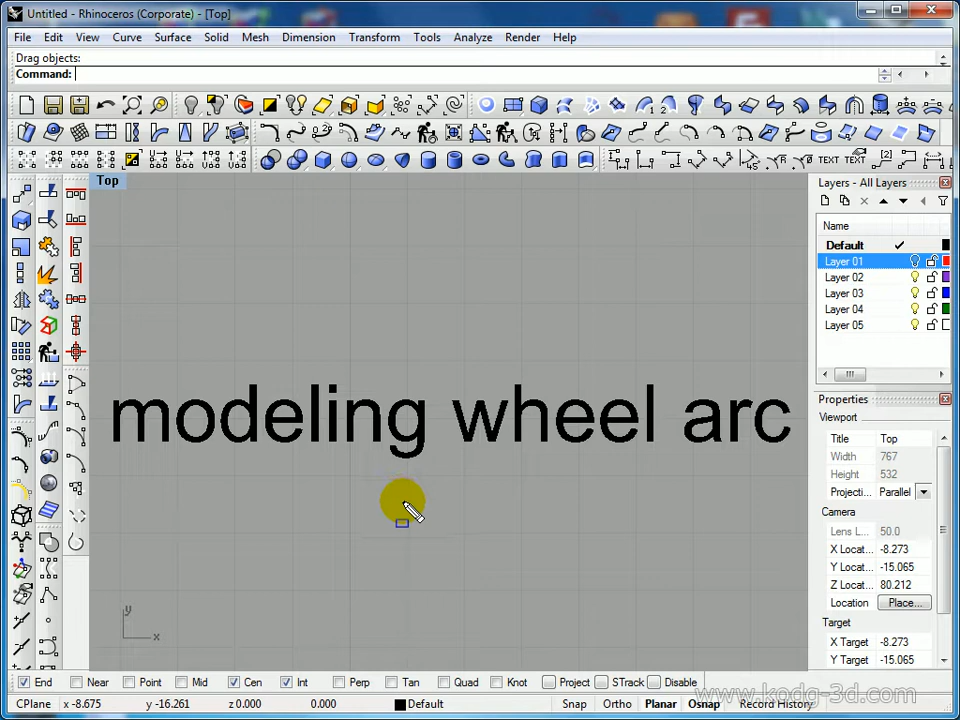 Untitled - Rhinoceros (Corporate) - [Top]
File Edit View Curve Surface Solid Mesh Dimension Transform Tools Analyze Render Help
Drag objects:
Command:
TEXT TEXT
Top
Layers - All Layers
Name
Default
Layer 01
Layer 02
Layer 03
Layer 04
Layer 05
modeling wheel arc
Properties
Viewport
Title Top
Width 767
Height 532
Projecti... Parallel
Camera
Lens L... 50.0
X Locat... -8.273
Y Locat... -15.065
Z Locat... 80.212
Location Place...
Target
X Target -8.273
Y Target -15.065
y
x
End Near Point Mid Cen Int Perp Tan Quad Knot Project STrack Disable
www.kodg-3d.com
CPlane x -8.675 y -16.261 z 0.000 0.000 Default Snap Ortho Planar Osnap Record History